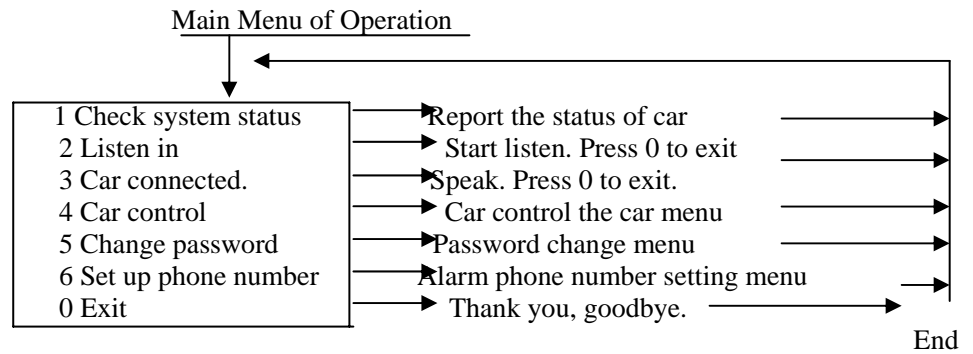 Main Menu of Operation
1 Check system status Report the status of car
2 Listen in Start listen. Press 0 to exit
3 Car connected. Speak. Press 0 to exit.
4 Car control Car control the car menu
5 Change password Password change menu
6 Set up phone number Alarm phone number setting menu
0 Exit Thank you, goodbye.
End